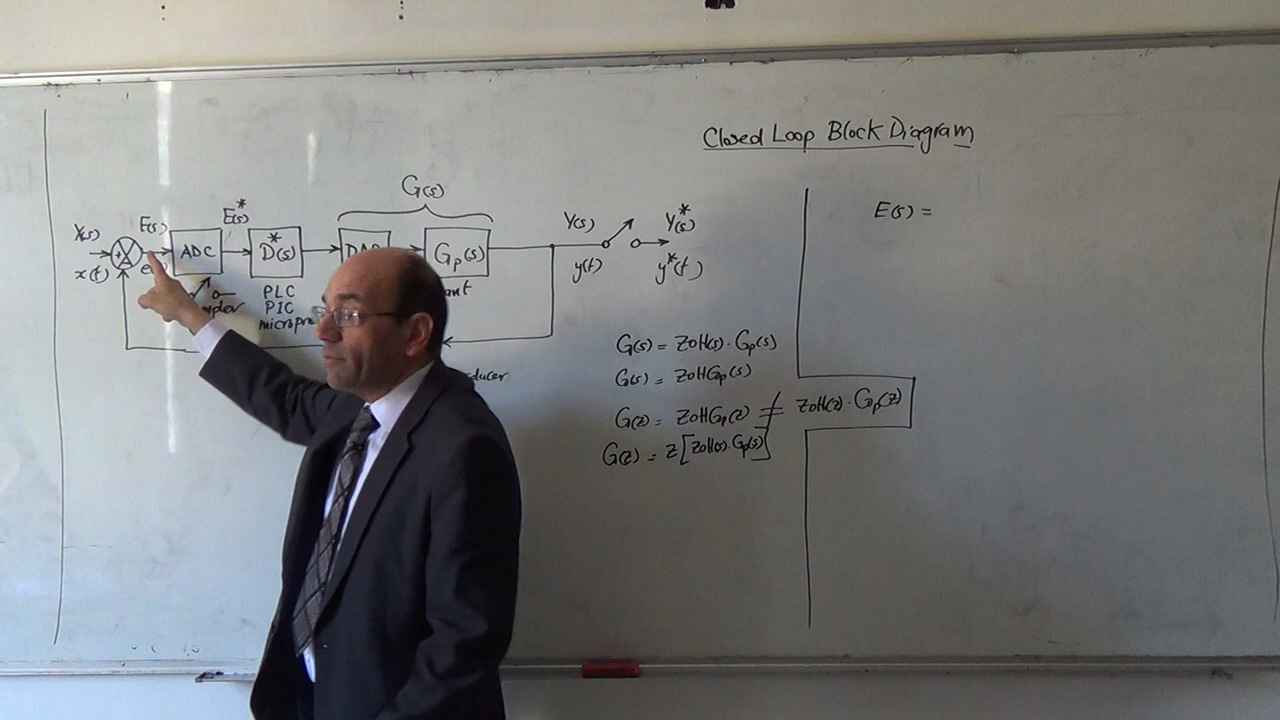 Closed Loop Block Diagram
G(s)
X(s) E(s) E*(s) Y(s) Y*(s)
ADC D*(s) Gp(s)
x(t) y(t) y*(t)
PLC
PIC
E(s) =
G(s) = ZOH(s) · Gp(s)
G(s) = ZOHGp(s)
G(z) = ZOHGp(z) ≠ ZOH(z) · Gp(z)
G(z) = Z[ZOH(s) · Gp(s)]